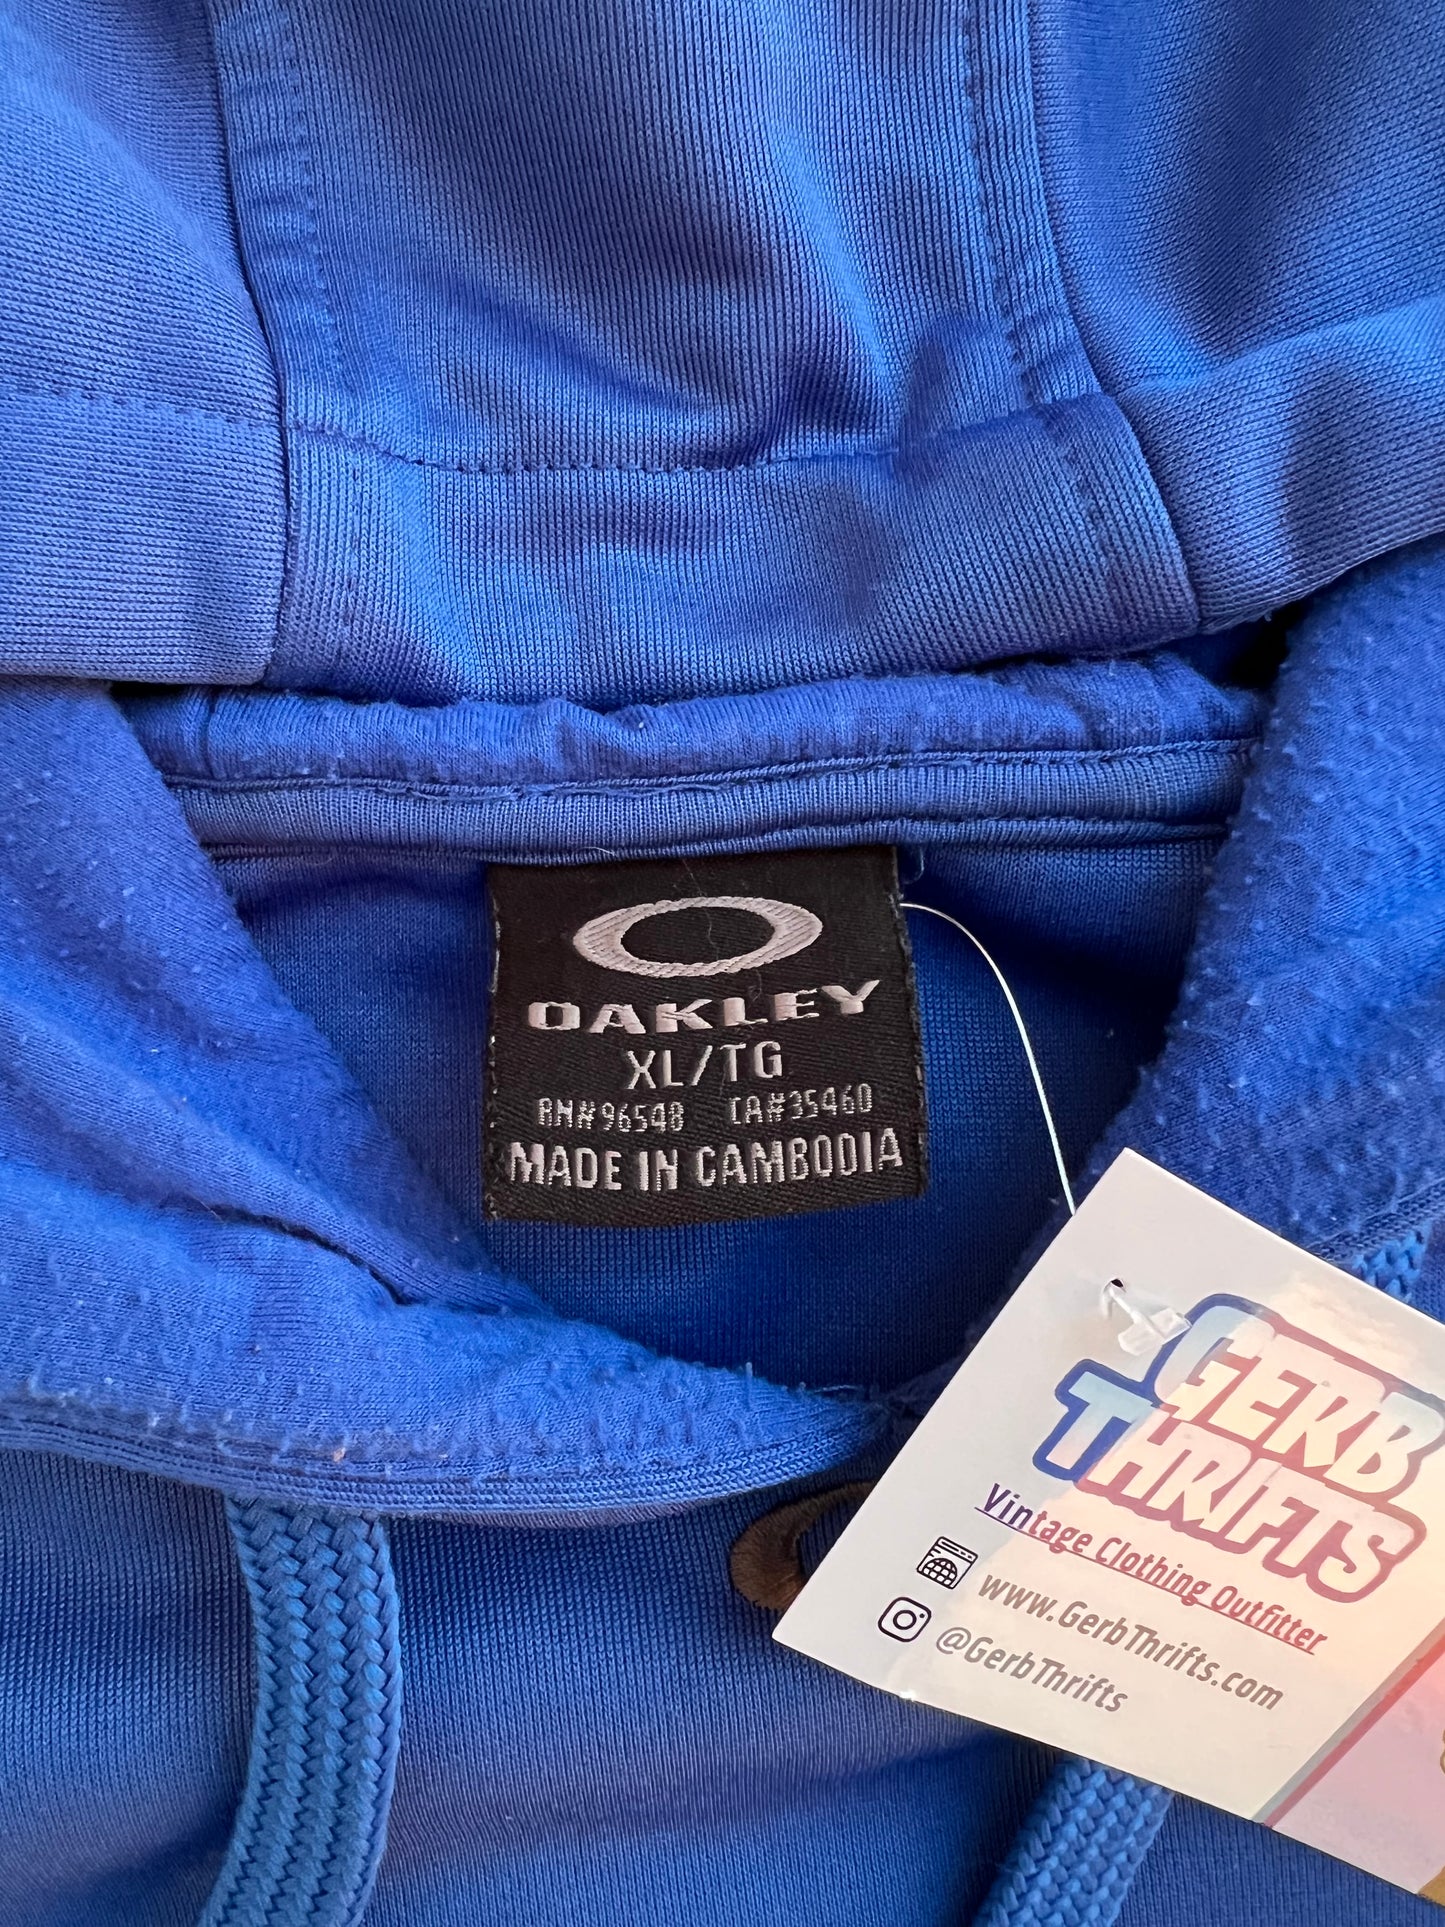 OAKLEY
XL/TG
RN#96548 CA#35460
MADE IN CAMBODIA
GERB
THRIFTS
Vintage Clothing Outfitter
www.GerbThrifts.com
@GerbThrifts